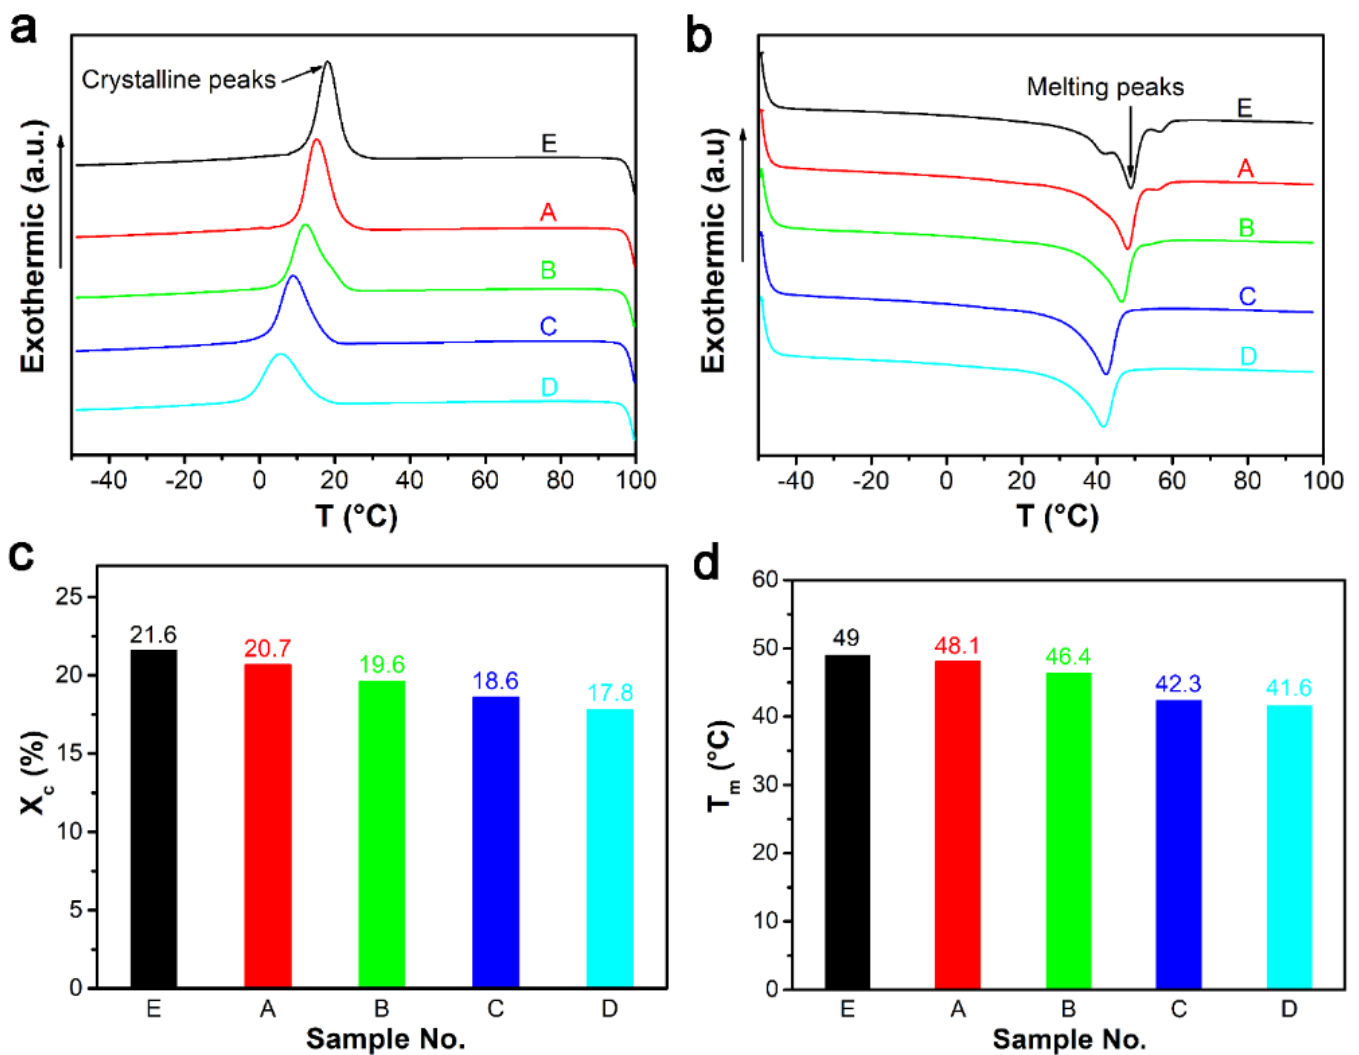 a
Crystalline peaks
E
A
B
C
D
Exothermic (a.u.)
-40 -20 0 20 40 60 80 100
T (°C)
b
Melting peaks
E
A
B
C
D
Exothermic (a.u)
-40 -20 0 20 40 60 80 100
T (°C)
c
25
20
15
10
5
0
21.6
20.7
19.6
18.6
17.8
Xc (%)
E A B C D
Sample No.
d
60
50
40
30
20
10
0
49
48.1
46.4
42.3
41.6
Tm (°C)
E A B C D
Sample No.